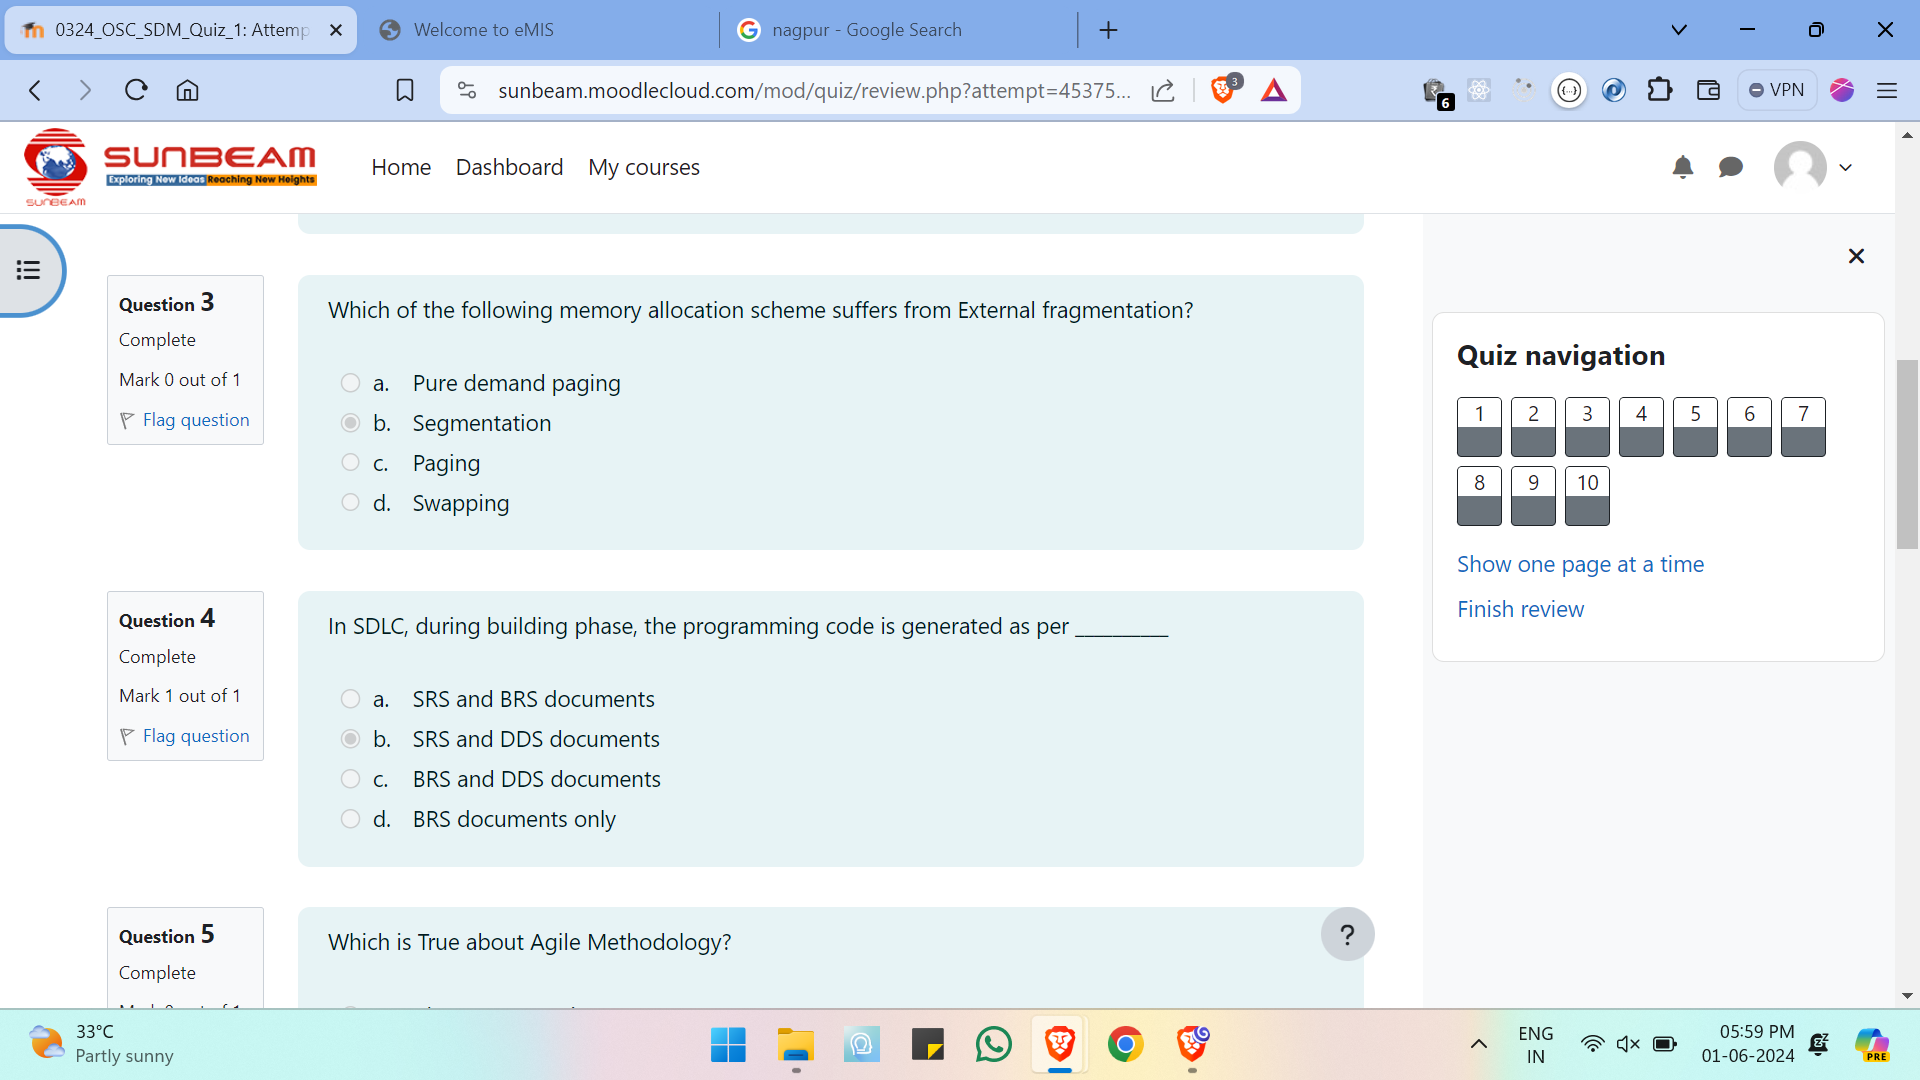 0324_OSC_SDM_Quiz_1: Attemp
Welcome to eMIS
nagpur - Google Search
sunbeam.moodlecloud.com/mod/quiz/review.php?attempt=45375...
3
6
VPN
SUNBEAM
SUNBEAM
Exploring New Ideas Reaching New Heights
Home
Dashboard
My courses
Question 3
Complete
Mark 0 out of 1
Flag question
Which of the following memory allocation scheme suffers from External fragmentation?
a. Pure demand paging
b. Segmentation
c. Paging
d. Swapping
Quiz navigation
1 2 3 4 5 6 7
8 9 10
Show one page at a time
Finish review
Question 4
Complete
Mark 1 out of 1
Flag question
In SDLC, during building phase, the programming code is generated as per _________
a. SRS and BRS documents
b. SRS and DDS documents
c. BRS and DDS documents
d. BRS documents only
Question 5
Complete
Which is True about Agile Methodology?
?
33°C
Partly sunny
ENG
IN
05:59 PM
01-06-2024
PRE